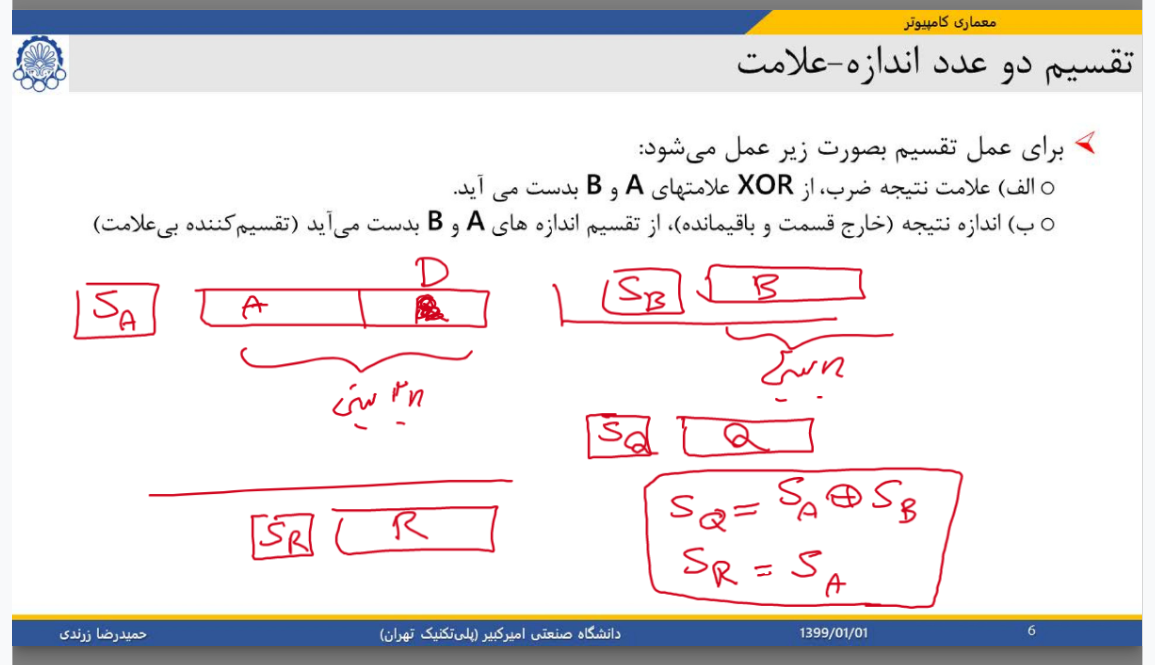 معماری کامپیوتر
تقسیم دو عدد اندازه-علامت
برای عمل تقسیم بصورت زیر عمل می‌شود:
الف) علامت نتیجه ضرب، از XOR علامتهای A و B بدست می آید.
ب) اندازه نتیجه (خارج قسمت و باقیمانده)، از تقسیم اندازه های A و B بدست می‌آید (تقسیم‌کننده بی‌علامت)
D
S_A A S_B B
۲n بیتی
n بیتی
S_Q Q
S_Q = S_A ⊕ S_B
S_R R
S_R = S_A
حمیدرضا زرندی
دانشگاه صنعتی امیرکبیر (پلی‌تکنیک تهران)
1399/01/01
6